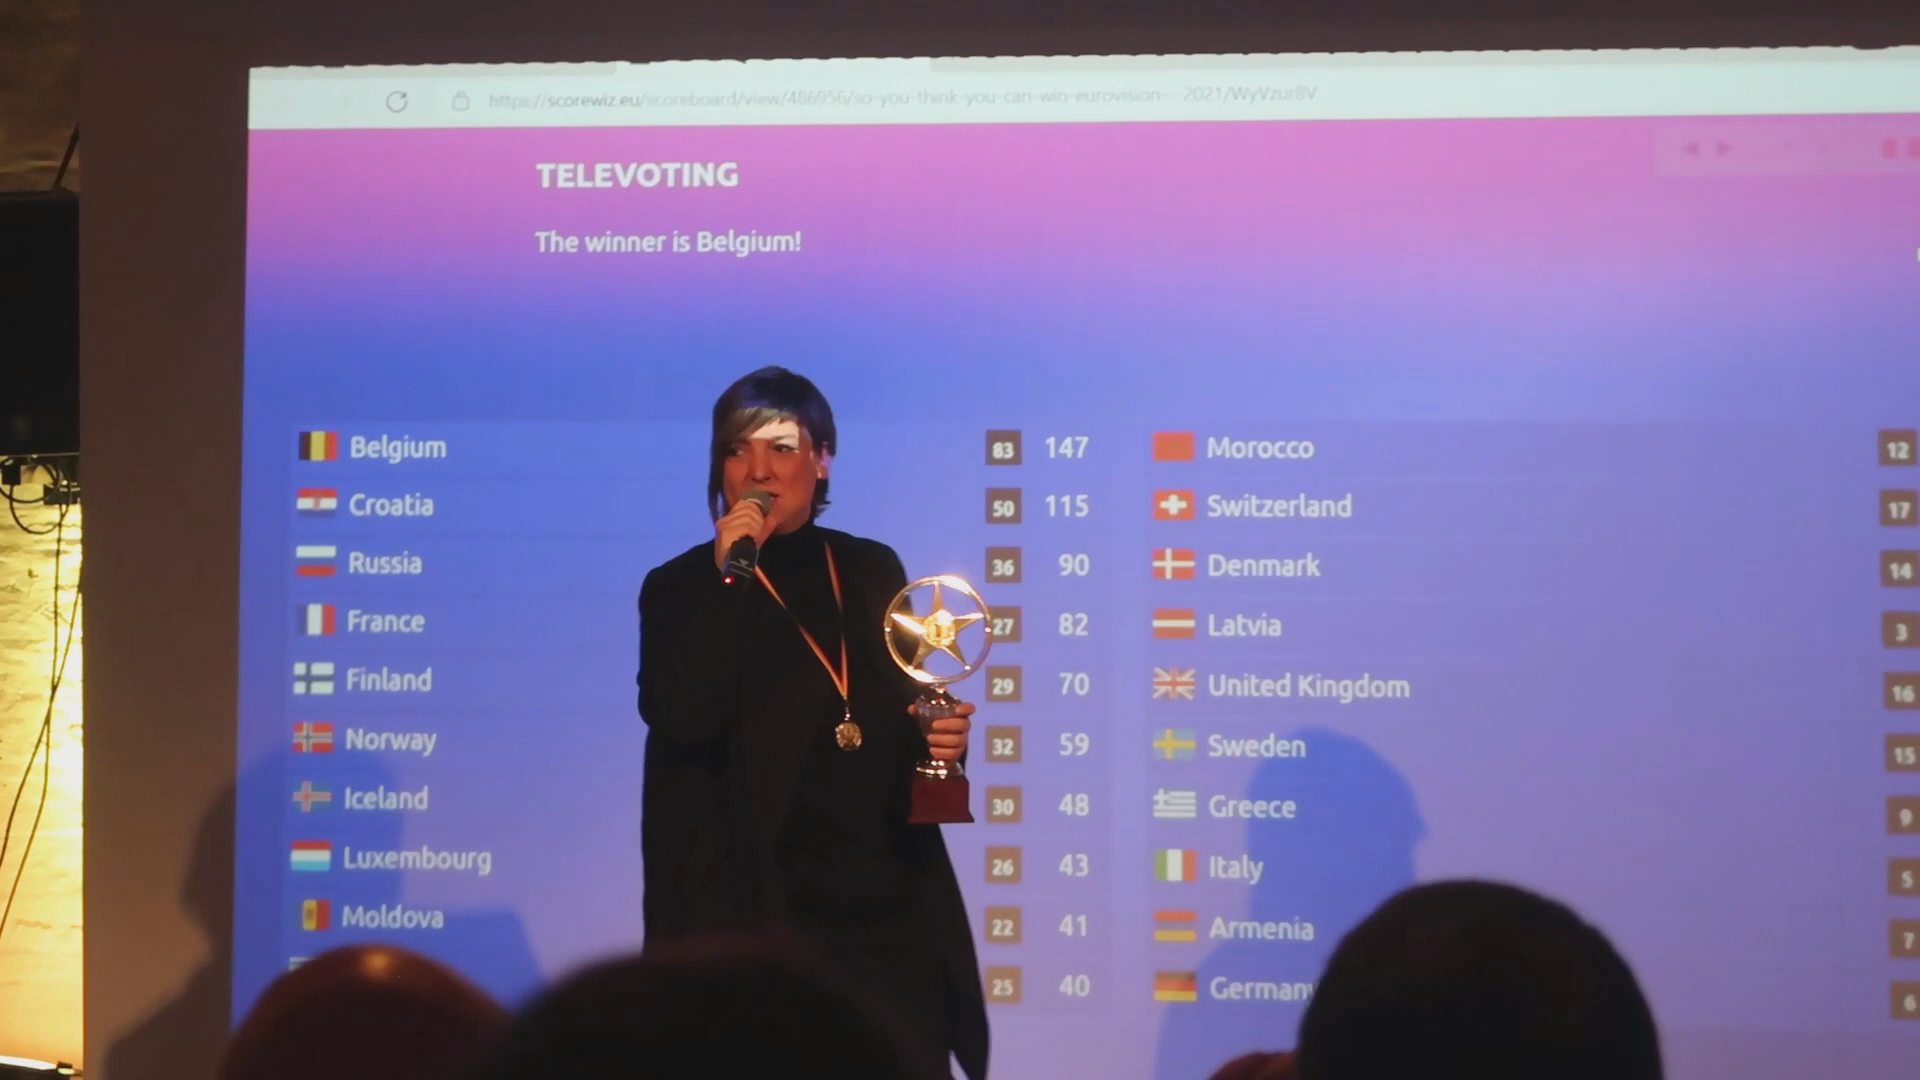 https://scorewiz.eu/scoreboard/view/486956/so-you-think-you-can-win-eurovision---2021/WyVzur8V
TELEVOTING
The winner is Belgium!
Belgium 83 147 Morocco 12
Croatia 50 115 Switzerland 17
Russia 36 90 Denmark 14
France 27 82 Latvia 3
Finland 29 70 United Kingdom 16
Norway 32 59 Sweden 15
Iceland 30 48 Greece 9
Luxembourg 26 43 Italy 5
Moldova 22 41 Armenia 7
25 40 Germany 6